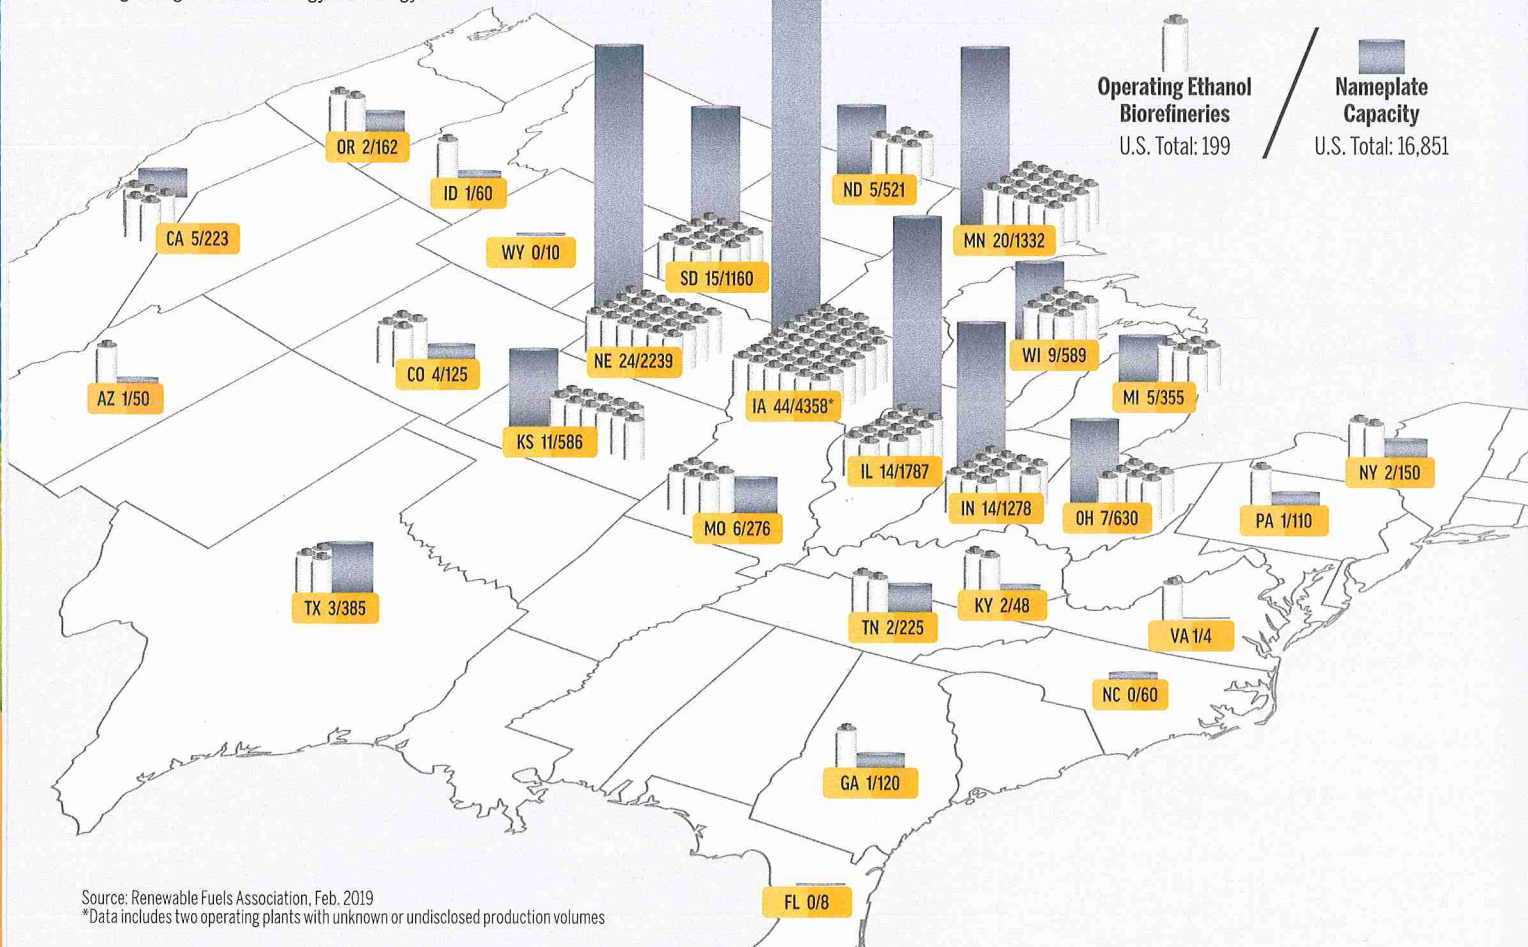 Operating Ethanol
Biorefineries
U.S. Total: 199
Nameplate
Capacity
U.S. Total: 16,851
OR 2/162
ID 1/60
CA 5/223
WY 0/10
SD 15/1160
ND 5/521
MN 20/1332
NE 24/2239
CO 4/125
AZ 1/50
KS 11/586
IA 44/4358*
WI 9/589
MI 5/355
IL 14/1787
IN 14/1278
OH 7/630
NY 2/150
PA 1/110
MO 6/276
TX 3/385
TN 2/225
KY 2/48
VA 1/4
NC 0/60
GA 1/120
FL 0/8
Source: Renewable Fuels Association, Feb. 2019
*Data includes two operating plants with unknown or undisclosed production volumes